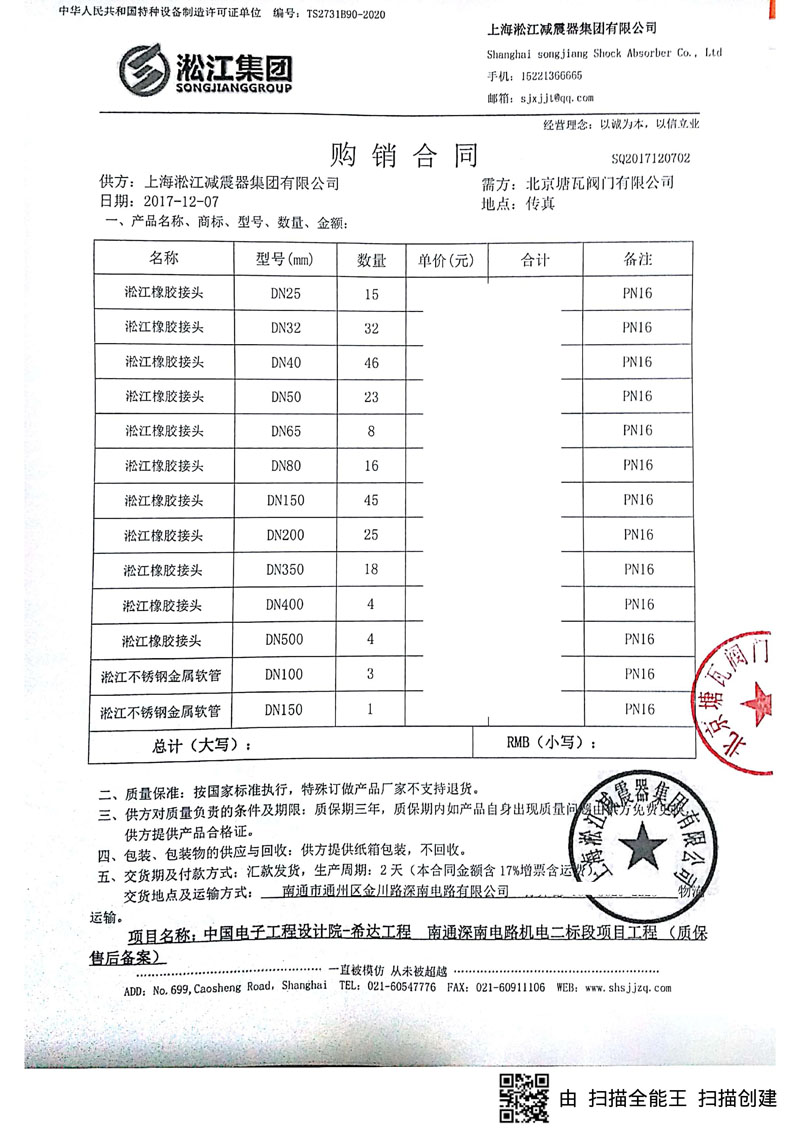 中华人民共和国特种设备制造许可证单位 编号：TS2731B90-2020
淞江集团
SONGJIANGGROUP
上海淞江减震器集团有限公司
Shanghai songjiang Shock Absorber Co., Ltd
手机：15221366665
邮箱：sjxjjt@qq.com
经营理念：以诚为本，以信立业
购销合同
SQ2017120702
供方：上海淞江减震器集团有限公司 需方：北京塘瓦阀门有限公司
日期：2017-12-07 地点：传真
一、产品名称、商标、型号、数量、金额：
名称 型号(mm) 数量 单价(元) 合计 备注
淞江橡胶接头 DN25 15 PN16
淞江橡胶接头 DN32 32 PN16
淞江橡胶接头 DN40 46 PN16
淞江橡胶接头 DN50 23 PN16
淞江橡胶接头 DN65 8 PN16
淞江橡胶接头 DN80 16 PN16
淞江橡胶接头 DN150 45 PN16
淞江橡胶接头 DN200 25 PN16
淞江橡胶接头 DN350 18 PN16
淞江橡胶接头 DN400 4 PN16
淞江橡胶接头 DN500 4 PN16
淞江不锈钢金属软管 DN100 3 PN16
淞江不锈钢金属软管 DN150 1 PN16
总计（大写）： RMB（小写）：
北京塘瓦阀门
二、质量保准：按国家标准执行，特殊订做产品厂家不支持退货。
三、供方对质量负责的条件及期限：质保期三年，质保期内如产品自身出现质量问题由供方免费更换
供方提供产品合格证。
四、包装、包装物的供应与回收：供方提供纸箱包装，不回收。
五、交货期及付款方式：汇款发货，生产周期：2天（本合同金额含17%增票含运费）
交货地点及运输方式： 南通市通州区金川路深南电路有限公司 物流
运输。
上海淞江减震器集团有限公司
项目名称：中国电子工程设计院-希达工程 南通深南电路机电二标段项目工程（质保
售后备案）
一直被模仿 从未被超越
ADD: No.699,Caosheng Road, Shanghai TEL: 021-60547776 FAX: 021-60911106 WEB: www.shsjjzq.com
由 扫描全能王 扫描创建